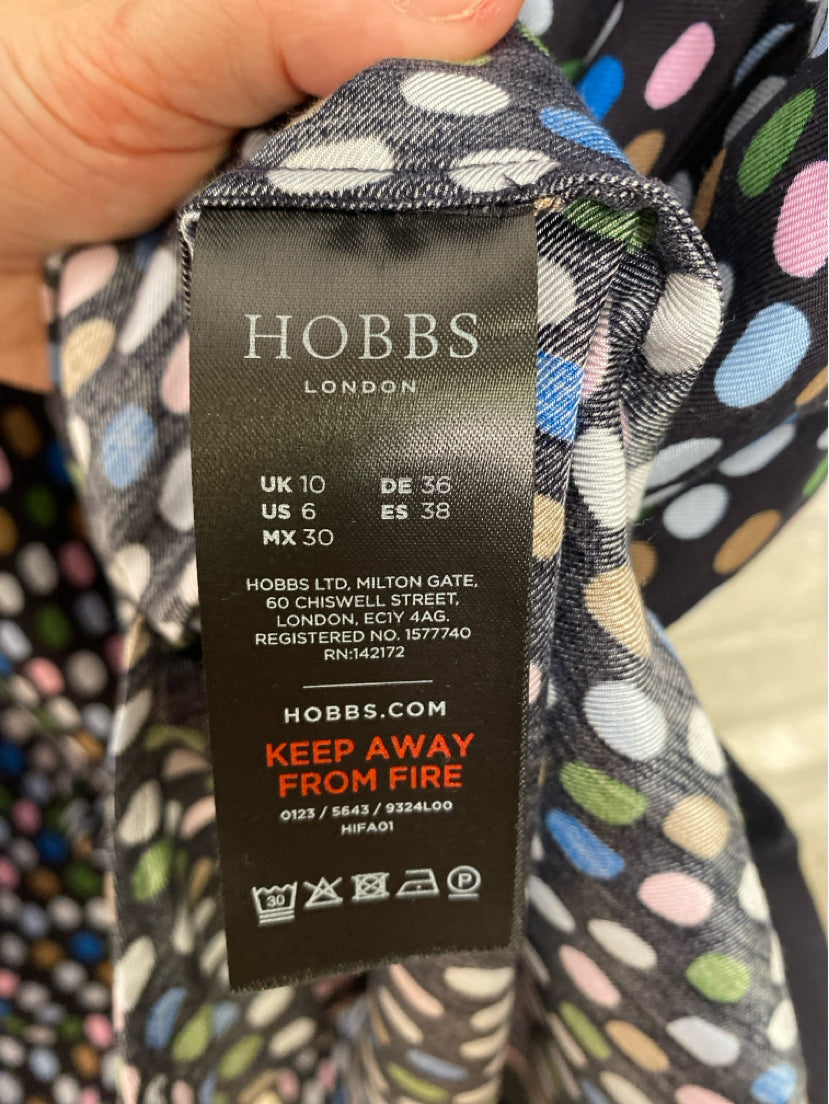 HOBBS
LONDON
UK 10 DE 36
US 6 ES 38
MX 30
HOBBS LTD, MILTON GATE,
60 CHISWELL STREET,
LONDON, EC1Y 4AG.
REGISTERED NO. 1577740
RN:142172
HOBBS.COM
KEEP AWAY
FROM FIRE
0123 / 5643 / 9324L00
HIFA01
30
P